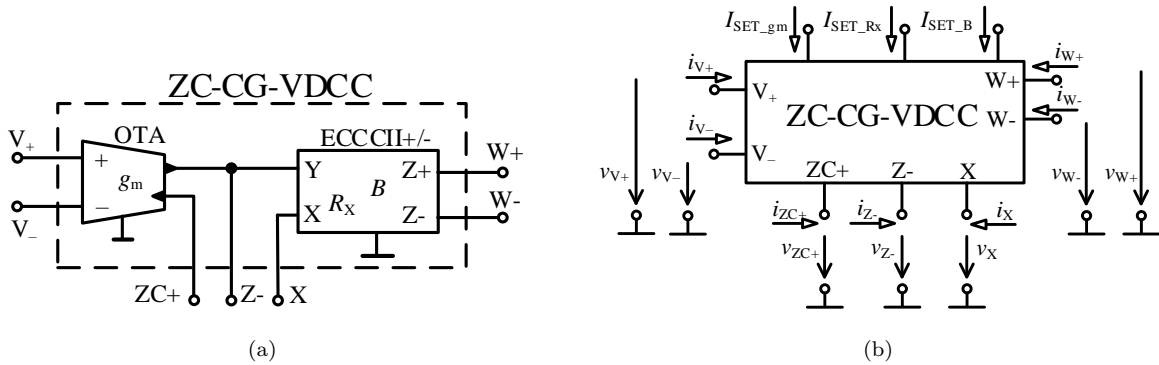 ZC-CG-VDCC
OTA
ECCCII+/-
V+
V−
+
−
gm
Y
X
RX
B
Z+
Z-
W+
W-
ZC+
Z-
X
(a)
ISET_gm
ISET_Rx
ISET_B
iV+
iV−
V+
V−
ZC-CG-VDCC
W+
W-
iW+
iW-
ZC+
Z-
X
vV+
vV−
iZC+
iZ-
iX
vZC+
vZ-
vX
vW-
vW+
(b)